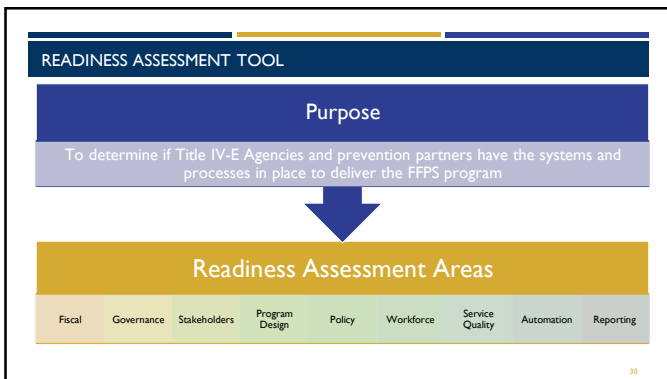 READINESS ASSESSMENT TOOL
Purpose
To determine if Title IV-E Agencies and prevention partners have the systems and
processes in place to deliver the FFPS program
Readiness Assessment Areas
Fiscal
Governance
Stakeholders
Program
Design
Policy
Workforce
Service
Quality
Automation
Reporting
30